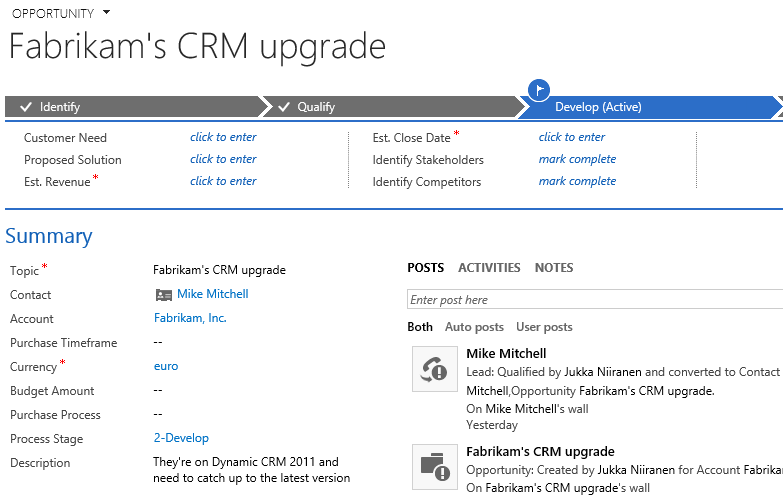 OPPORTUNITY
Fabrikam's CRM upgrade
Identify
Qualify
Develop (Active)
Customer Need click to enter Est. Close Date * click to enter
Proposed Solution click to enter Identify Stakeholders mark complete
Est. Revenue * click to enter Identify Competitors mark complete
Summary
Topic * Fabrikam's CRM upgrade
Contact Mike Mitchell
Account Fabrikam, Inc.
Purchase Timeframe --
Currency * euro
Budget Amount --
Purchase Process --
Process Stage 2-Develop
Description They're on Dynamic CRM 2011 and
need to catch up to the latest version
POSTS ACTIVITIES NOTES
Enter post here
Both Auto posts User posts
Mike Mitchell
Lead: Qualified by Jukka Niiranen and converted to Contact
Mitchell,Opportunity Fabrikam's CRM upgrade.
On Mike Mitchell's wall
Yesterday
Fabrikam's CRM upgrade
Opportunity: Created by Jukka Niiranen for Account Fabrika
On Fabrikam's CRM upgrade's wall